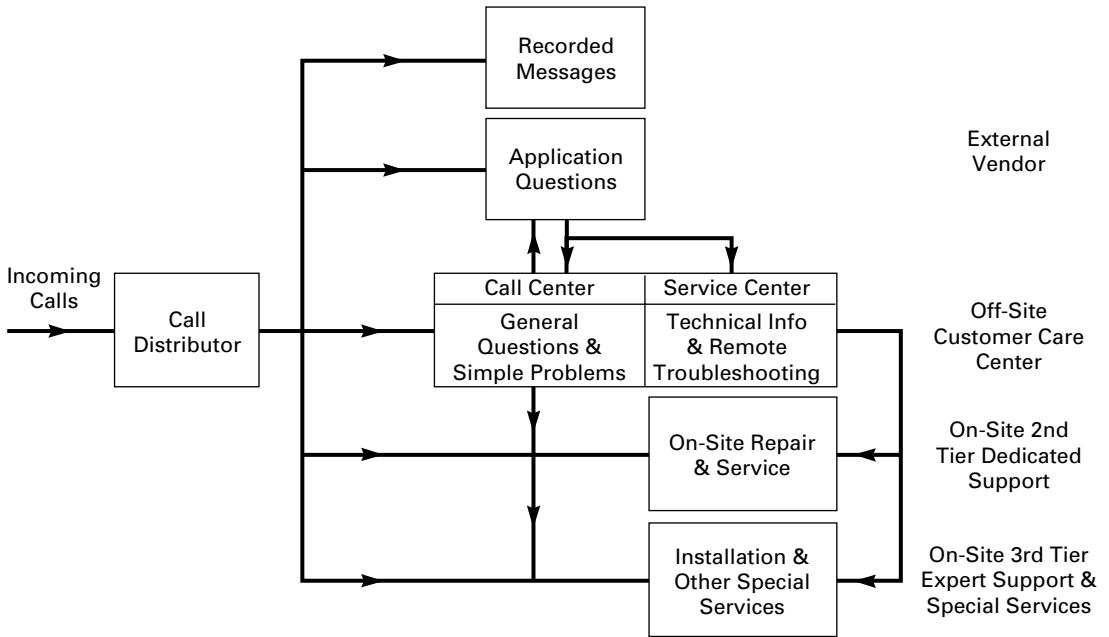 Recorded
Messages
Application
Questions
External
Vendor
Incoming
Calls
Call
Distributor
Call Center
Service Center
General
Questions &
Simple Problems
Technical Info
& Remote
Troubleshooting
Off-Site
Customer Care
Center
On-Site Repair
& Service
On-Site 2nd
Tier Dedicated
Support
Installation &
Other Special
Services
On-Site 3rd Tier
Expert Support &
Special Services